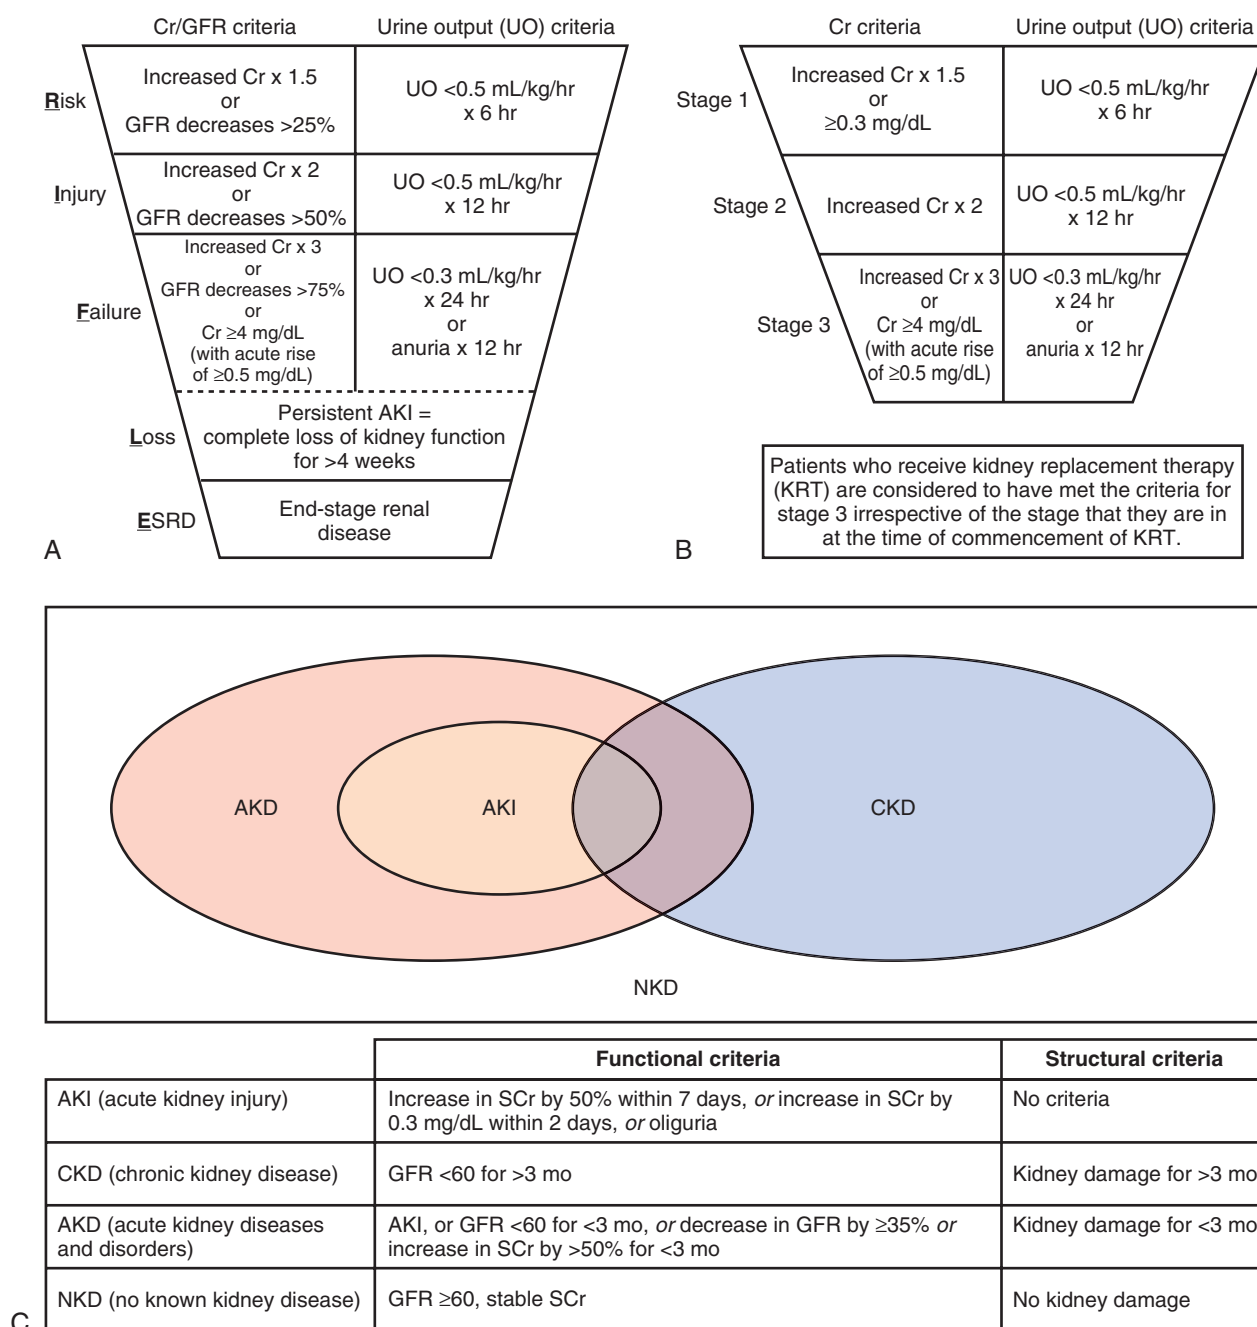 Cr/GFR criteria
Urine output (UO) criteria
Risk
Increased Cr x 1.5
or
GFR decreases >25%
UO <0.5 mL/kg/hr
x 6 hr
Injury
Increased Cr x 2
or
GFR decreases >50%
UO <0.5 mL/kg/hr
x 12 hr
Failure
Increased Cr x 3
or
GFR decreases >75%
or
Cr ≥4 mg/dL
(with acute rise
of ≥0.5 mg/dL)
UO <0.3 mL/kg/hr
x 24 hr
or
anuria x 12 hr
Loss
Persistent AKI =
complete loss of kidney function
for >4 weeks
ESRD
End-stage renal
disease
A
Cr criteria
Urine output (UO) criteria
Stage 1
Increased Cr x 1.5
or
≥0.3 mg/dL
UO <0.5 mL/kg/hr
x 6 hr
Stage 2
Increased Cr x 2
UO <0.5 mL/kg/hr
x 12 hr
Stage 3
Increased Cr x 3
or
Cr ≥4 mg/dL
(with acute rise
of ≥0.5 mg/dL)
UO <0.3 mL/kg/hr
x 24 hr
or
anuria x 12 hr
Patients who receive kidney replacement therapy
(KRT) are considered to have met the criteria for
stage 3 irrespective of the stage that they are in
at the time of commencement of KRT.
B
AKD
AKI
CKD
NKD
Functional criteria
Structural criteria
AKI (acute kidney injury)
Increase in SCr by 50% within 7 days, or increase in SCr by
0.3 mg/dL within 2 days, or oliguria
No criteria
CKD (chronic kidney disease)
GFR <60 for >3 mo
Kidney damage for >3 mo
AKD (acute kidney diseases
and disorders)
AKI, or GFR <60 for <3 mo, or decrease in GFR by ≥35% or
increase in SCr by >50% for <3 mo
Kidney damage for <3 mo
NKD (no known kidney disease)
GFR ≥60, stable SCr
No kidney damage
C